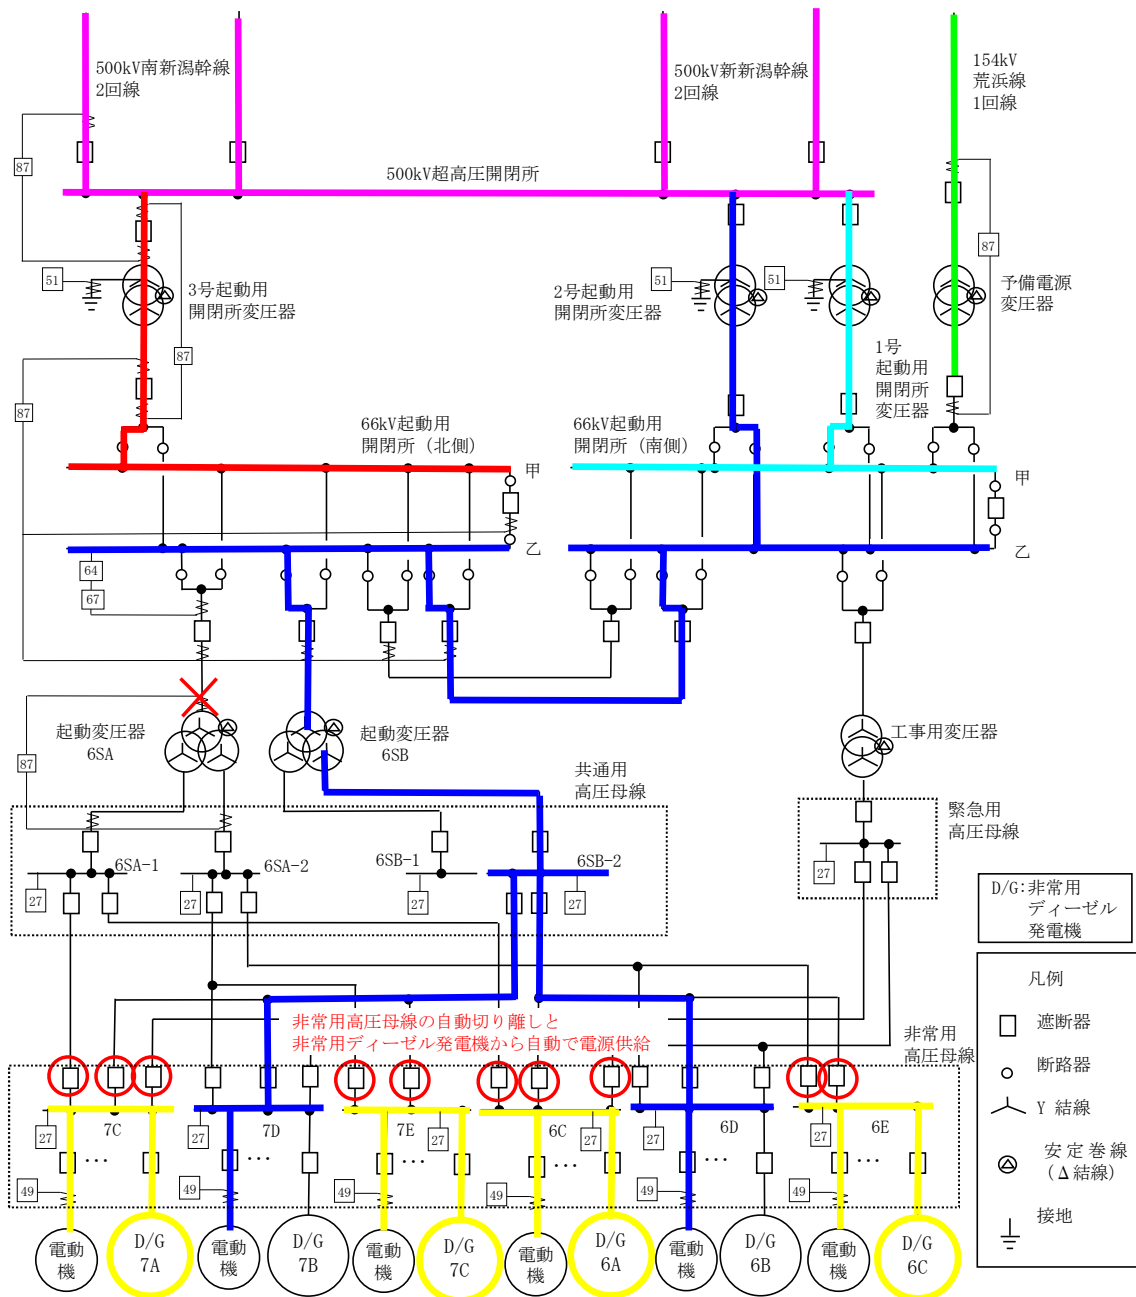 500kV南新潟幹線
2回線
500kV新新潟幹線
2回線
154kV
荒浜線
1回線
87
500kV超高圧開閉所
87
51
3号起動用
開閉所変圧器
51
2号起動用
開閉所変圧器
51
予備電源
変圧器
87
1号
起動用
開閉所
変圧器
87
66kV起動用
開閉所（北側）
66kV起動用
開閉所（南側）
甲
甲
乙
乙
64
67
起動変圧器
6SA
起動変圧器
6SB
工事用変圧器
87
共通用
高圧母線
緊急用
高圧母線
6SA-1
6SA-2
6SB-1
6SB-2
27
27
27
27
27
D/G:非常用
ディーゼル
発電機
凡例
遮断器
断路器
Y 結線
安定巻線
(Δ結線)
接地
非常用高圧母線の自動切り離しと
非常用ディーゼル発電機から自動で電源供給
非常用
高圧母線
27
7C
27
7D
7E
27
6C
27
27
6D
27
6E
･･･
･･･
･･･
･･･
･･･
･･･
49
49
49
49
49
49
電動
機
D/G
7A
電動
機
D/G
7B
電動
機
D/G
7C
電動
機
D/G
6A
電動
機
D/G
6B
電動
機
D/G
6C